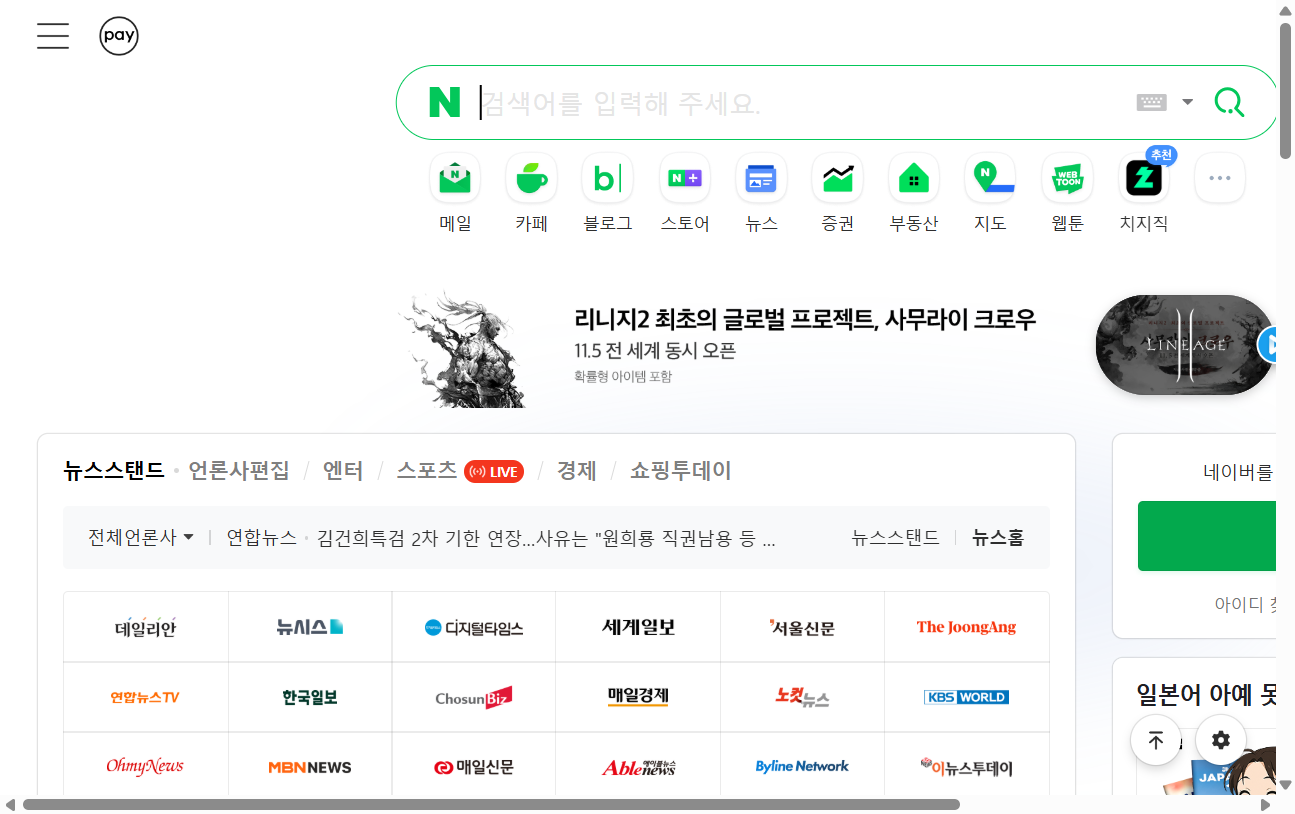 pay
N 검색어를 입력해 주세요.
추천
메일 카페 블로그 스토어 뉴스 증권 부동산 지도 웹툰 치지직
리니지2 최초의 글로벌 프로젝트, 사무라이 크로우
11.5 전 세계 동시 오픈
확률형 아이템 포함
LINEAGE II
뉴스스탠드 언론사편집 엔터 스포츠 LIVE 경제 쇼핑투데이
네이버를
전체언론사 연합뉴스 김건희특검 2차 기한 연장...사유는 "원희룡 직권남용 등 ... 뉴스스탠드 뉴스홈
아이디
데일리안 뉴시스 디지털타임스 세계일보 서울신문 The JoongAng
연합뉴스TV 한국일보 ChosunBiz 매일경제 노컷뉴스 KBS WORLD
일본어 아예 못
OhmyNews MBN NEWS 매일신문 Ablenews 에이블뉴스 Byline Network 이뉴스투데이
JAPA